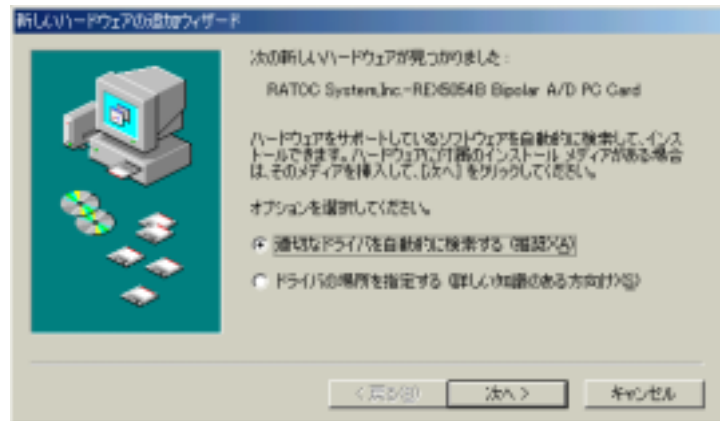 新しいハードウェアの追加ウィザード
次の新しいハードウェアが見つかりました :
RATOC System,Inc.-REX5054B Bipolar A/D PC Card
ハードウェアをサポートしているソフトウェアを自動的に検索して、インス
トールできます。ハードウェアに付属のインストール メディアがある場合
は、そのメディアを挿入して、[次へ] をクリックしてください。
オプションを選択してください。
適切なドライバを自動的に検索する (推奨)(A)
ドライバの場所を指定する (詳しい知識のある方向け)(S)
< 戻る(B)
次へ >
キャンセル